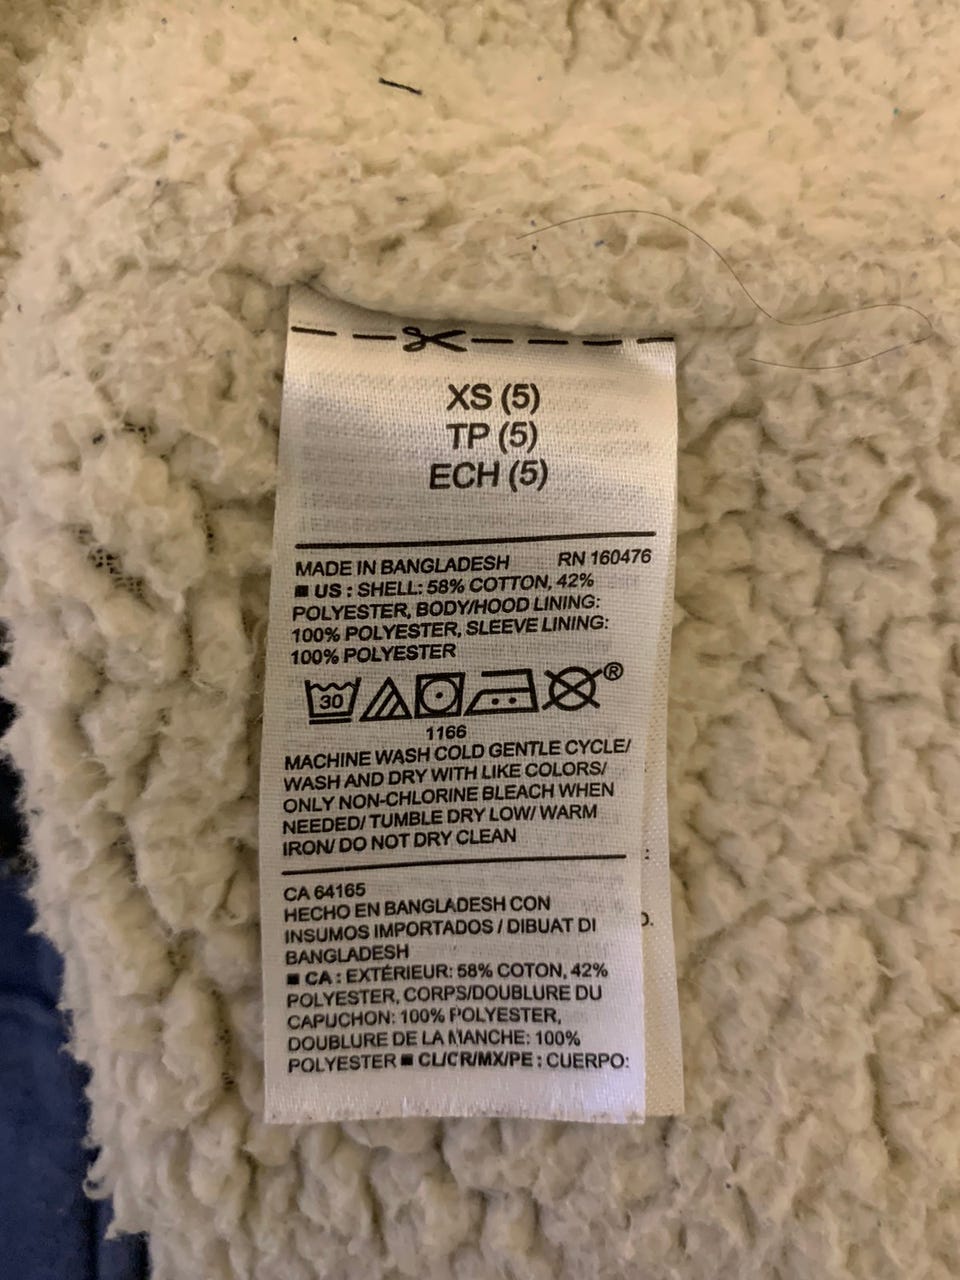 XS (5)
TP (5)
ECH (5)
MADE IN BANGLADESH RN 160476
■ US : SHELL: 58% COTTON, 42%
POLYESTER, BODY/HOOD LINING:
100% POLYESTER, SLEEVE LINING:
100% POLYESTER
30 ®
1166
MACHINE WASH COLD GENTLE CYCLE/
WASH AND DRY WITH LIKE COLORS/
ONLY NON-CHLORINE BLEACH WHEN
NEEDED/ TUMBLE DRY LOW/ WARM
IRON/ DO NOT DRY CLEAN
CA 64165
HECHO EN BANGLADESH CON
INSUMOS IMPORTADOS / DIBUAT DI
BANGLADESH
■ CA : EXTÉRIEUR: 58% COTON, 42%
POLYESTER, CORPS/DOUBLURE DU
CAPUCHON: 100% POLYESTER,
DOUBLURE DE LA MANCHE: 100%
POLYESTER ■ CL/CR/MX/PE : CUERPO: